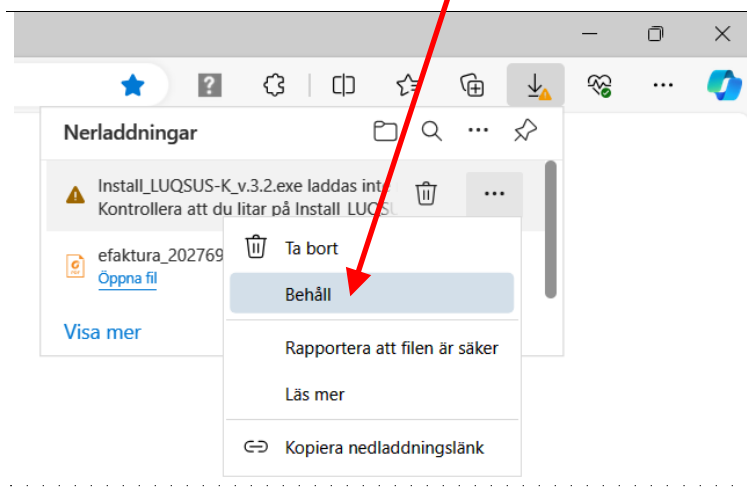 Nerladdningar
Install_LUQSUS-K_v.3.2.exe laddas inte
Kontrollera att du litar på Install_LUQSU
efaktura_202769
Öppna fil
Visa mer
Ta bort
Behåll
Rapportera att filen är säker
Läs mer
Kopiera nedladdningslänk